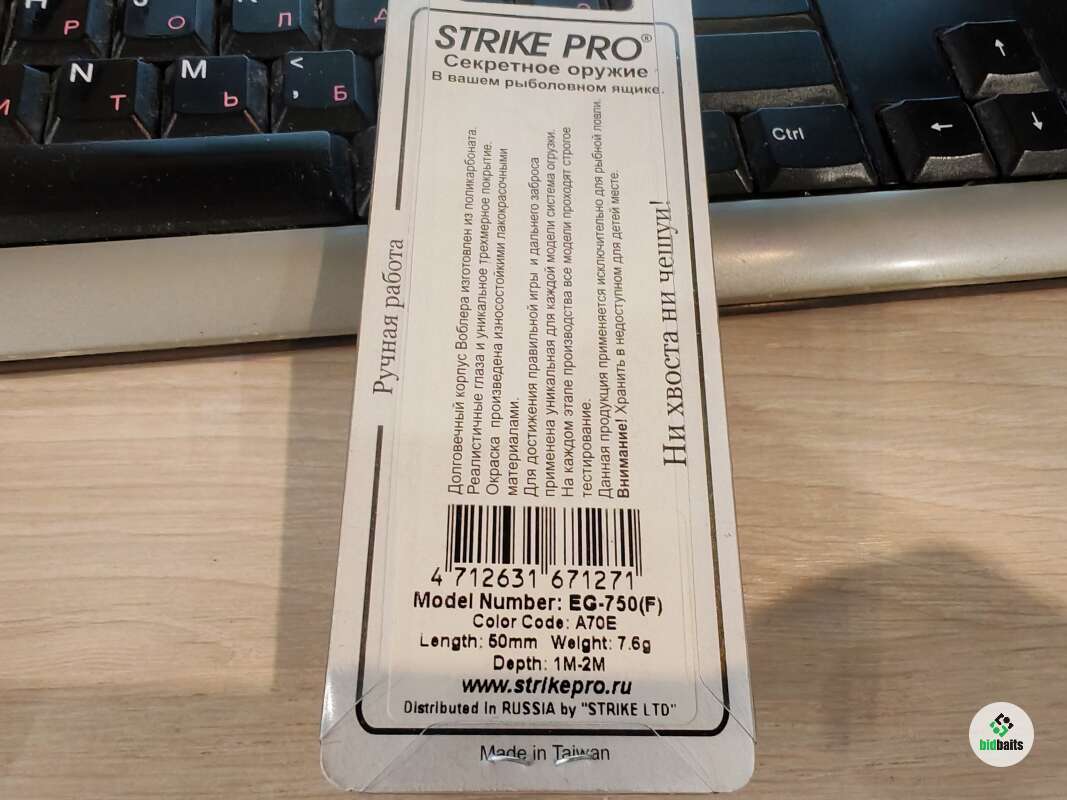 Р О Л Д
И N Т M Ь < , Б
Ctrl
↑
← ↓
STRIKE PRO®
Секретное оружие
В вашем рыболовном ящике.
Ручная работа
Долговечный корпус Воблера изготовлен из поликарбоната.
Реалистичные глаза и уникальное трехмерное покрытие.
Окраска произведена износостойкими лакокрасочными
материалами.
Для достижения правильной игры и дальнего заброса
применена уникальная для каждой модели система огрузки.
На каждом этапе производства все модели проходят строгое
тестирование.
Данная продукция применяется исключительно для рыбной ловли.
Внимание! Хранить в недоступном для детей месте.
Ни хвоста ни чешуи!
4 712631 671271
Model Number: EG-750(F)
Color Code: A70E
Length: 50mm Weight: 7.6g
Depth: 1M-2M
www.strikepro.ru
Distributed in RUSSIA by "STRIKE LTD"
Made in Taiwan
bidbaits